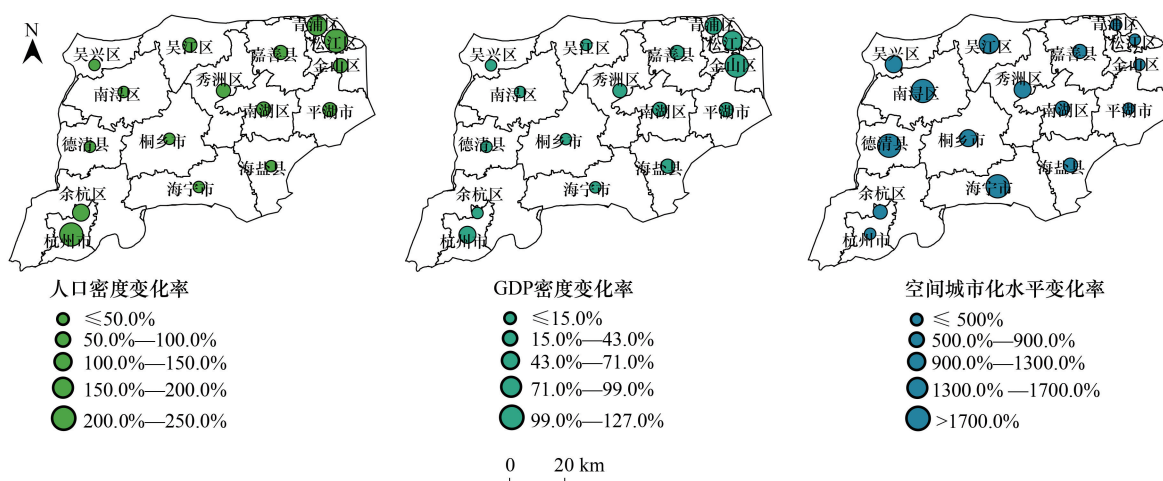 N
青浦区
吴江区
松江区
吴兴区
嘉善县
金山区
秀洲区
南浔区
南湖区
平湖市
德清县
桐乡市
海盐县
海宁市
余杭区
杭州市
人口密度变化率
≤50.0%
50.0%—100.0%
100.0%—150.0%
150.0%—200.0%
200.0%—250.0%
青浦区
吴江区
松江区
吴兴区
嘉善县
金山区
秀洲区
南浔区
南湖区
平湖市
德清县
桐乡市
海盐县
海宁市
余杭区
杭州市
GDP密度变化率
≤15.0%
15.0%—43.0%
43.0%—71.0%
71.0%—99.0%
99.0%—127.0%
青浦区
吴江区
松江区
吴兴区
嘉善县
金山区
秀洲区
南浔区
南湖区
平湖市
德清县
桐乡市
海盐县
海宁市
余杭区
杭州市
空间城市化水平变化率
≤ 500%
500.0%—900.0%
900.0%—1300.0%
1300.0%—1700.0%
>1700.0%
0 20 km